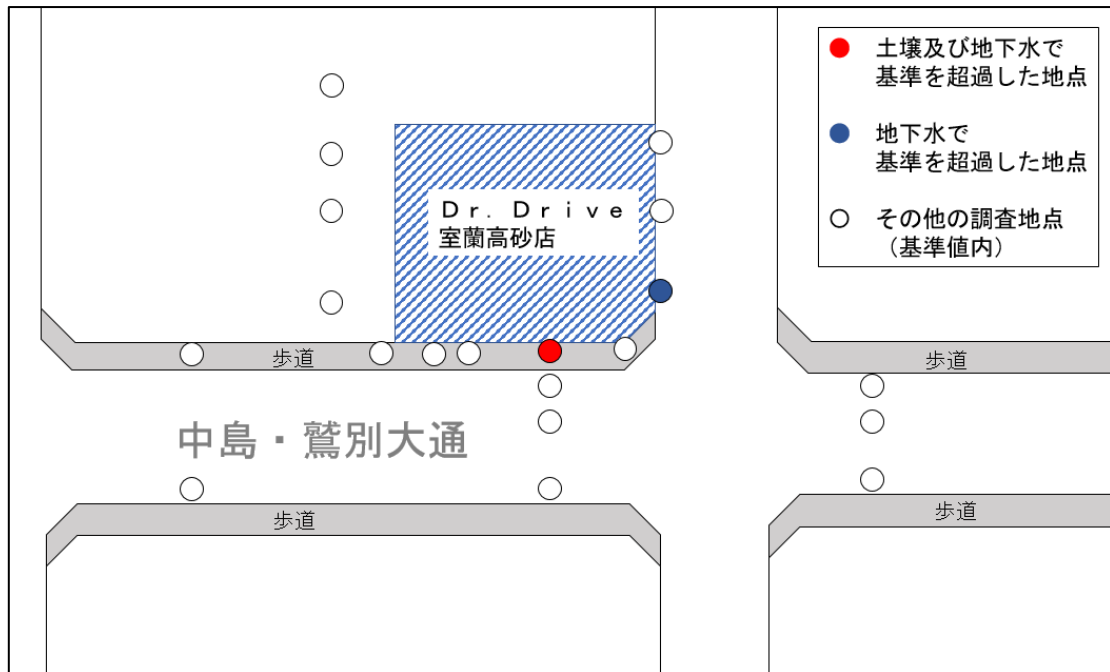 土壌及び地下水で
基準を超過した地点
地下水で
基準を超過した地点
その他の調査地点
（基準値内）
Ｄｒ．Ｄｒｉｖｅ
室蘭高砂店
歩道
歩道
中島・鷲別大通
歩道
歩道